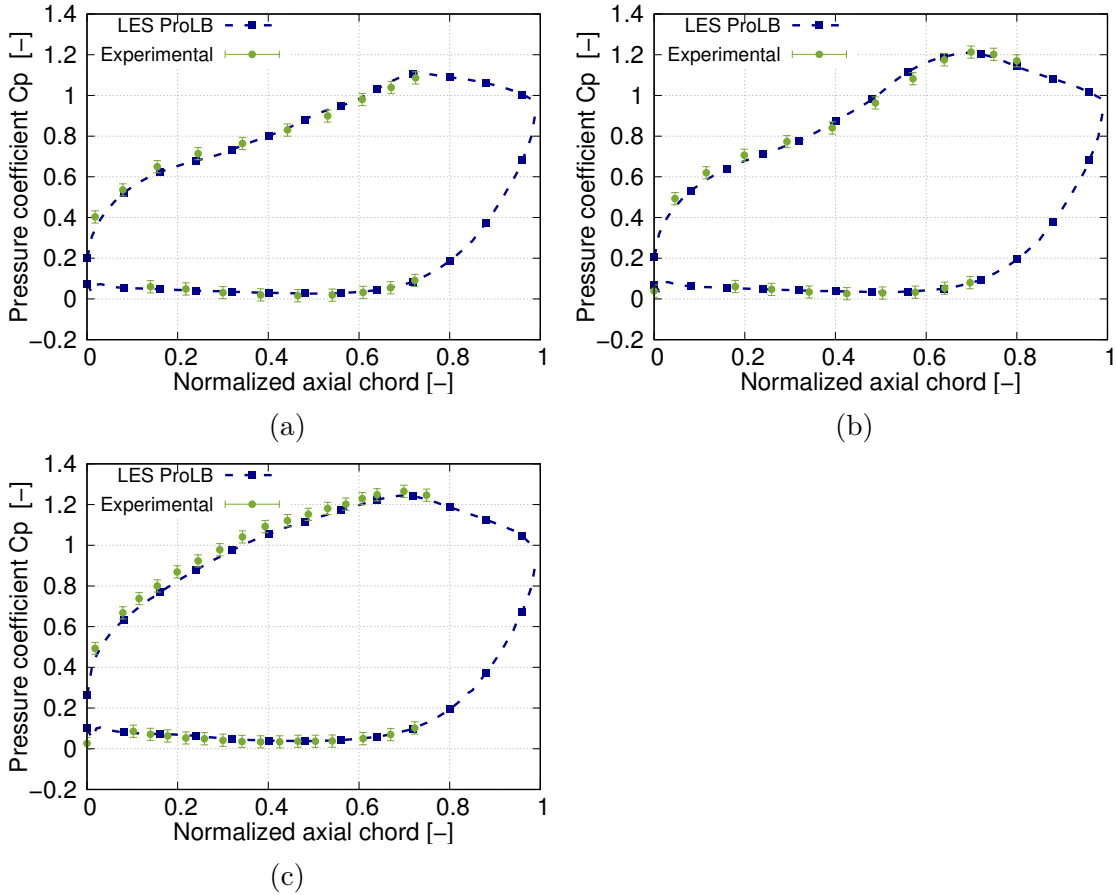 Pressure coefficient Cp [−]
1.4
1.2
1
0.8
0.6
0.4
0.2
0
−0.2
LES ProLB
Experimental
0 0.2 0.4 0.6 0.8 1
Normalized axial chord [−]
(a)
Pressure coefficient Cp [−]
1.4
1.2
1
0.8
0.6
0.4
0.2
0
−0.2
LES ProLB
Experimental
0 0.2 0.4 0.6 0.8 1
Normalized axial chord [−]
(b)
Pressure coefficient Cp [−]
1.4
1.2
1
0.8
0.6
0.4
0.2
0
−0.2
LES ProLB
Experimental
0 0.2 0.4 0.6 0.8 1
Normalized axial chord [−]
(c)